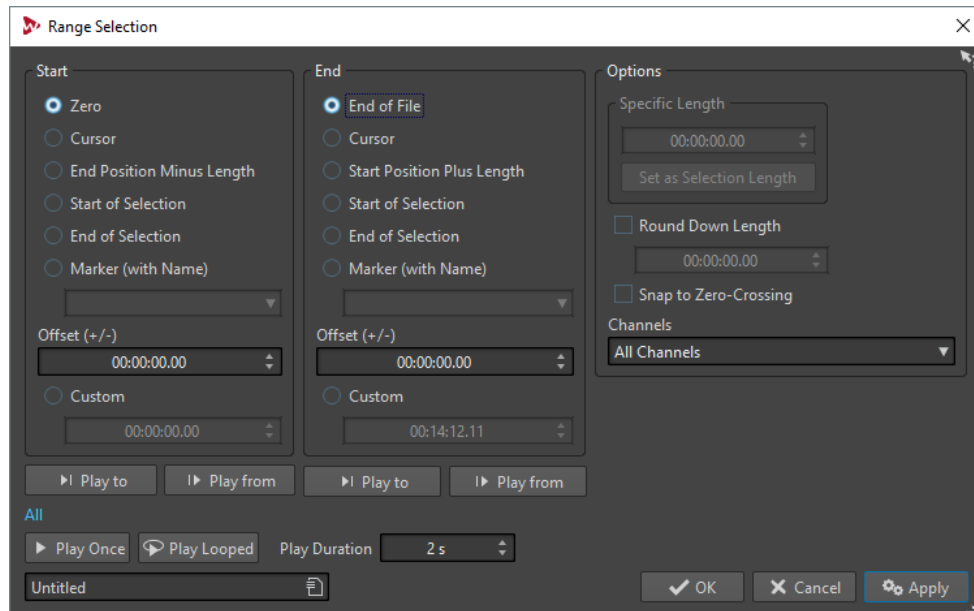 Range Selection
Start
Zero
Cursor
End Position Minus Length
Start of Selection
End of Selection
Marker (with Name)
Offset (+/-)
00:00:00.00
Custom
00:00:00.00
Play to
Play from
End
End of File
Cursor
Start Position Plus Length
Start of Selection
End of Selection
Marker (with Name)
Offset (+/-)
00:00:00.00
Custom
00:14:12.11
Play to
Play from
Options
Specific Length
00:00:00.00
Set as Selection Length
Round Down Length
00:00:00.00
Snap to Zero-Crossing
Channels
All Channels
All
Play Once
Play Looped
Play Duration
2 s
Untitled
OK
Cancel
Apply